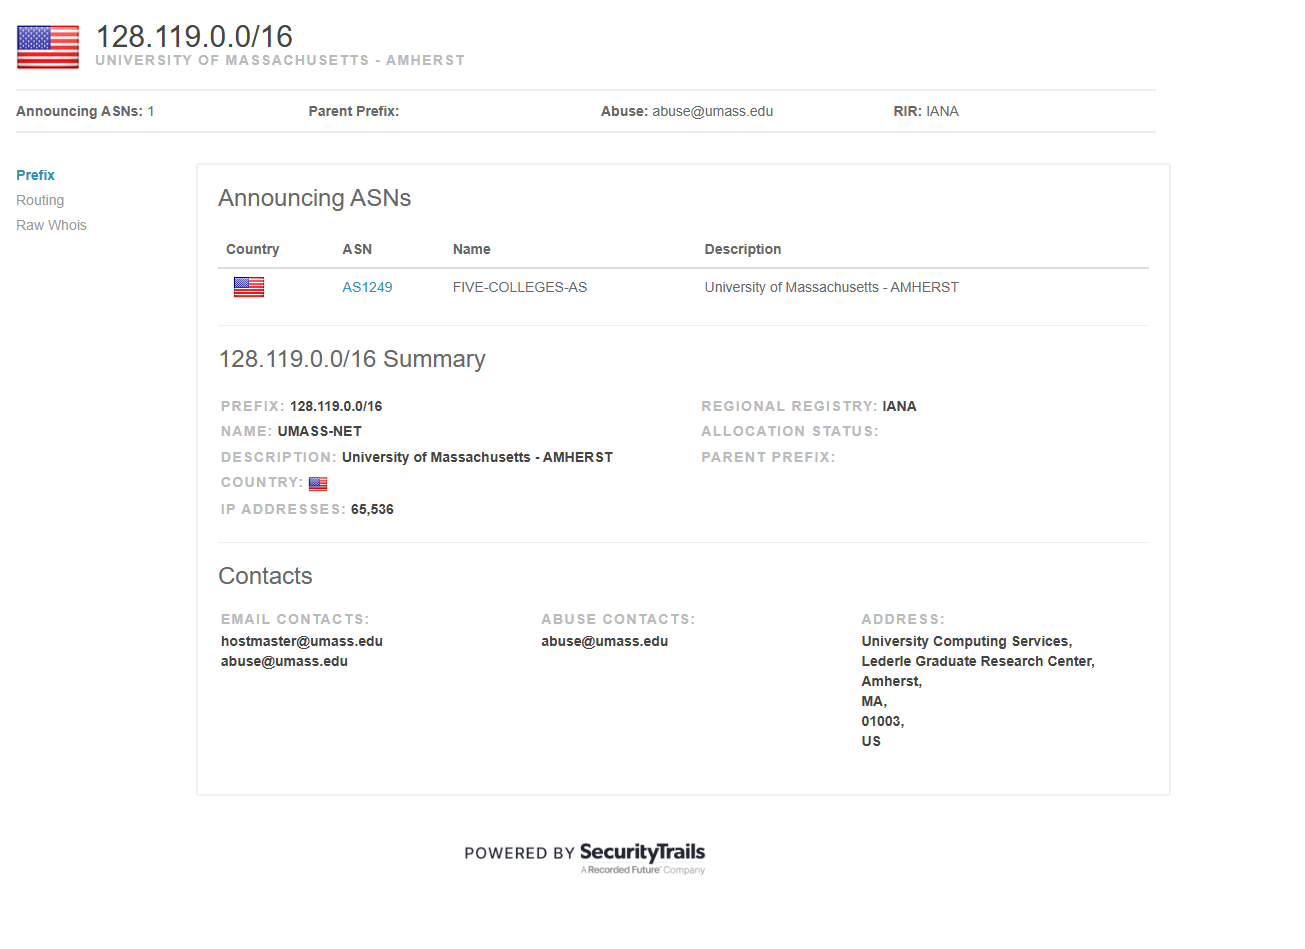 128.119.0.0/16
UNIVERSITY OF MASSACHUSETTS - AMHERST
Announcing ASNs: 1 Parent Prefix: Abuse: abuse@umass.edu RIR: IANA
Prefix
Routing
Raw Whois
Announcing ASNs
Country ASN Name Description
AS1249 FIVE-COLLEGES-AS University of Massachusetts - AMHERST
128.119.0.0/16 Summary
PREFIX: 128.119.0.0/16
NAME: UMASS-NET
DESCRIPTION: University of Massachusetts - AMHERST
COUNTRY:
IP ADDRESSES: 65,536
REGIONAL REGISTRY: IANA
ALLOCATION STATUS:
PARENT PREFIX:
Contacts
EMAIL CONTACTS:
hostmaster@umass.edu
abuse@umass.edu
ABUSE CONTACTS:
abuse@umass.edu
ADDRESS:
University Computing Services,
Lederle Graduate Research Center,
Amherst,
MA,
01003,
US
POWERED BY SecurityTrails
A Recorded Future® Company